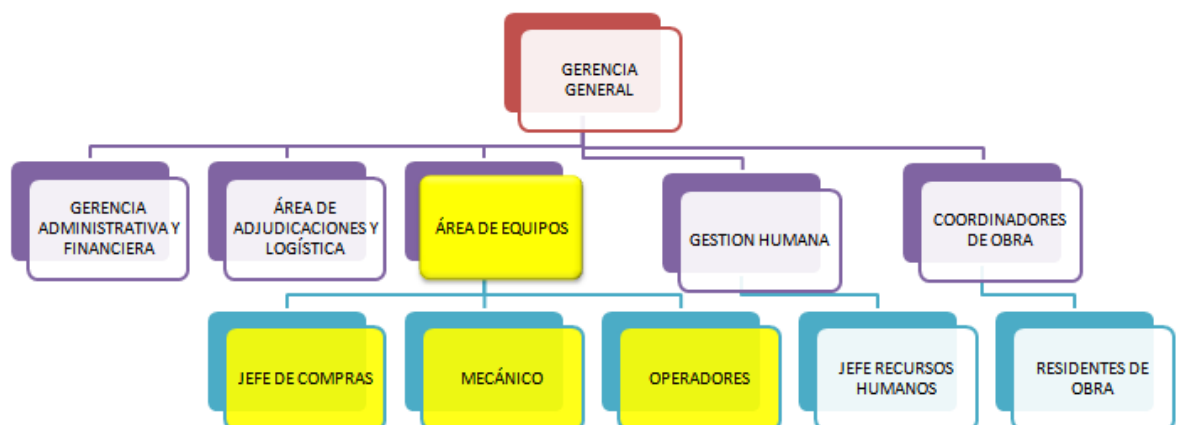 GERENCIA
GENERAL
GERENCIA
ADMINISTRATIVA Y
FINANCIERA
ÁREA DE
ADJUDICACIONES Y
LOGÍSTICA
ÁREA DE EQUIPOS
GESTION HUMANA
COORDINADORES
DE OBRA
JEFE DE COMPRAS
MECÁNICO
OPERADORES
JEFE RECURSOS
HUMANOS
RESIDENTES DE
OBRA